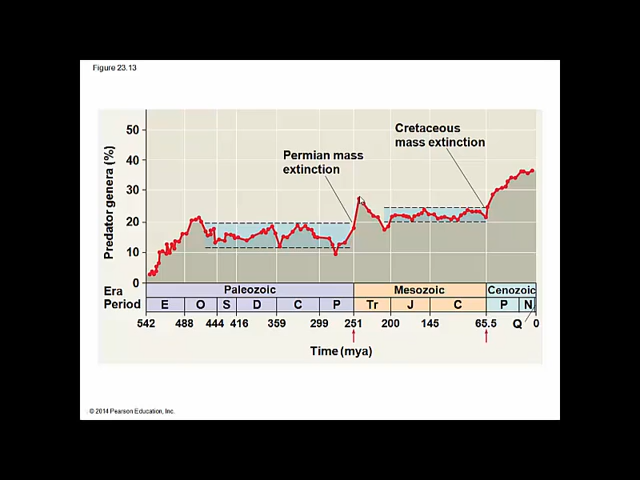 Figure 23.13
Predator genera (%)
50
40
30
20
10
0
Permian mass
extinction
Cretaceous
mass extinction
Era
Paleozoic
Mesozoic
Cenozoic
Period
E
O
S
D
C
P
Tr
J
C
P
N
542
488
444
416
359
299
251
200
145
65.5
Q
0
Time (mya)
© 2014 Pearson Education, Inc.